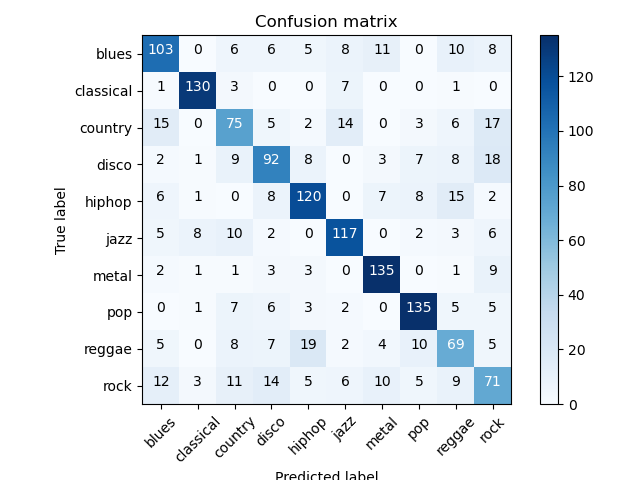 Confusion matrix
blues 103 0 6 6 5 8 11 0 10 8
classical 1 130 3 0 0 7 0 0 1 0
country 15 0 75 5 2 14 0 3 6 17
disco 2 1 9 92 8 0 3 7 8 18
hiphop 6 1 0 8 120 0 7 8 15 2
jazz 5 8 10 2 0 117 0 2 3 6
metal 2 1 1 3 3 0 135 0 1 9
pop 0 1 7 6 3 2 0 135 5 5
reggae 5 0 8 7 19 2 4 10 69 5
rock 12 3 11 14 5 6 10 5 9 71
blues classical country disco hiphop jazz metal pop reggae rock
Predicted label
True label
120
100
80
60
40
20
0